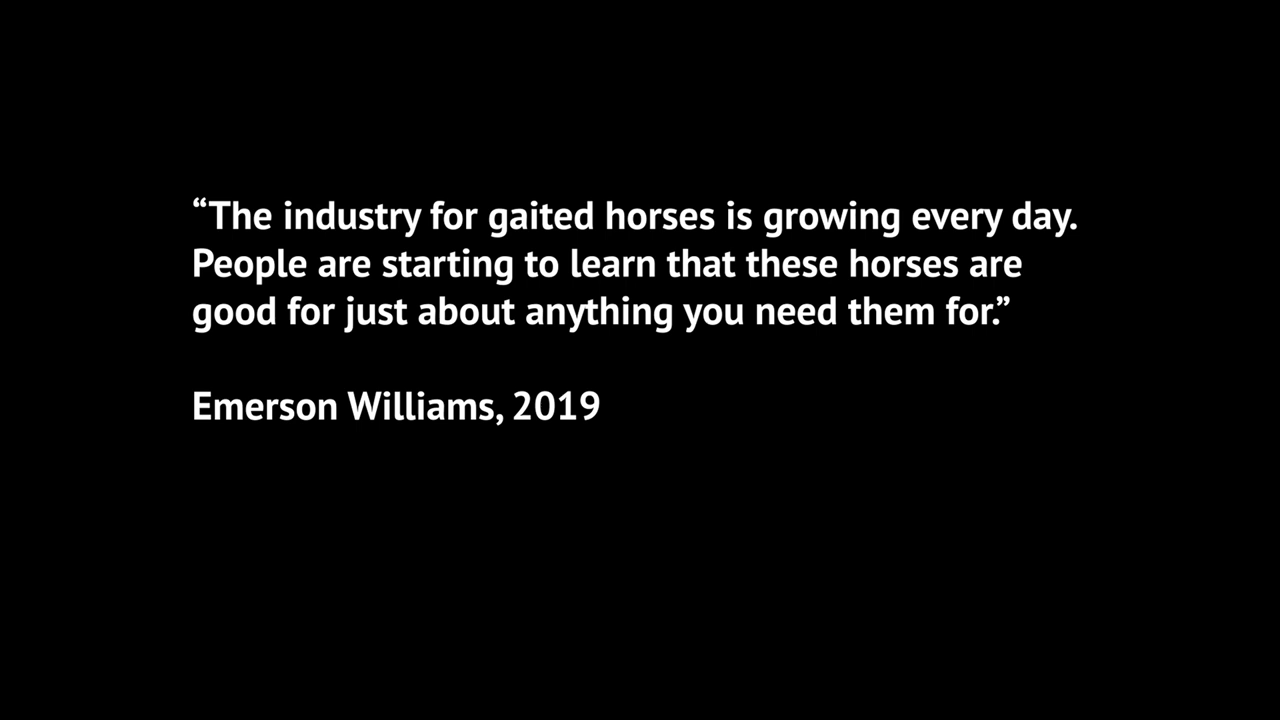 “The industry for gaited horses is growing every day.
People are starting to learn that these horses are
good for just about anything you need them for.”
Emerson Williams, 2019